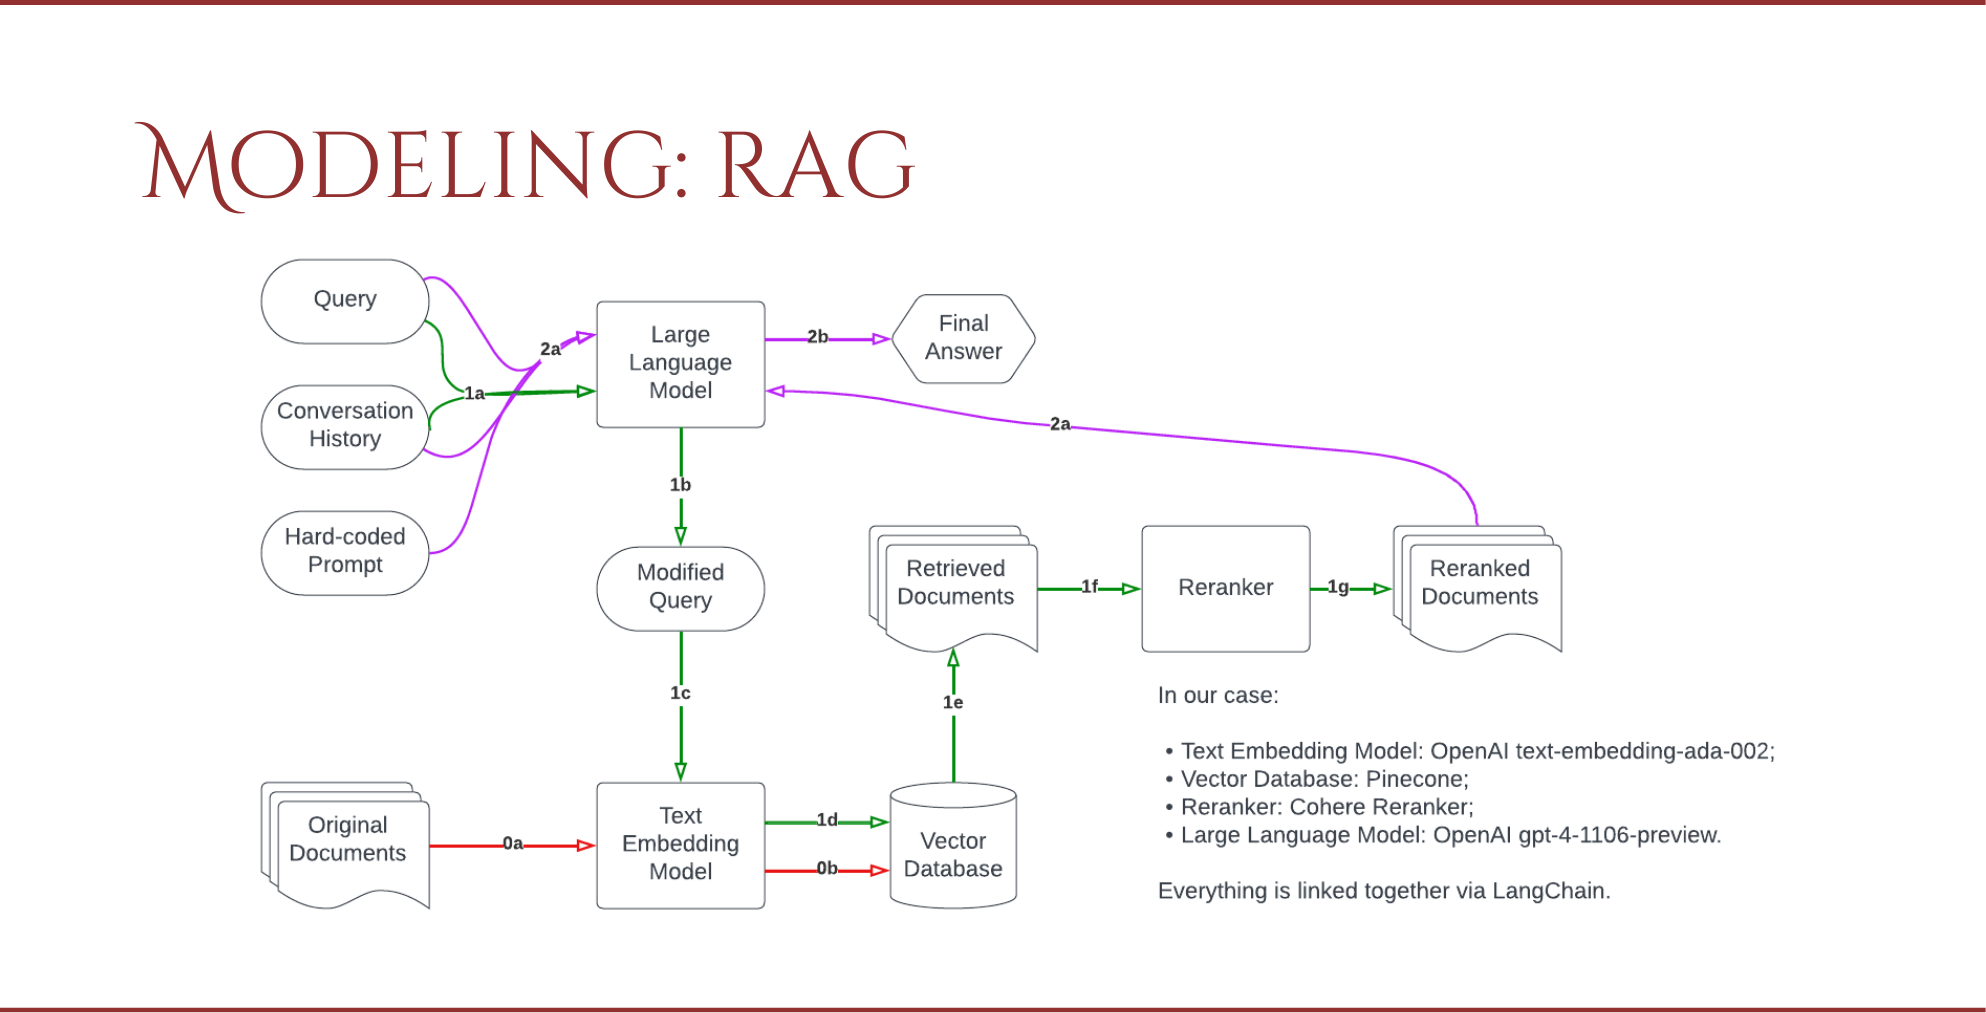 MODELING: RAG
Query
Conversation
History
Hard-coded
Prompt
2a
1a
Large
Language
Model
2b
Final
Answer
2a
1b
Modified
Query
1c
Retrieved
Documents
1f
Reranker
1g
Reranked
Documents
1e
Original
Documents
0a
Text
Embedding
Model
1d
0b
Vector
Database
In our case:
• Text Embedding Model: OpenAI text-embedding-ada-002;
• Vector Database: Pinecone;
• Reranker: Cohere Reranker;
• Large Language Model: OpenAI gpt-4-1106-preview.
Everything is linked together via LangChain.